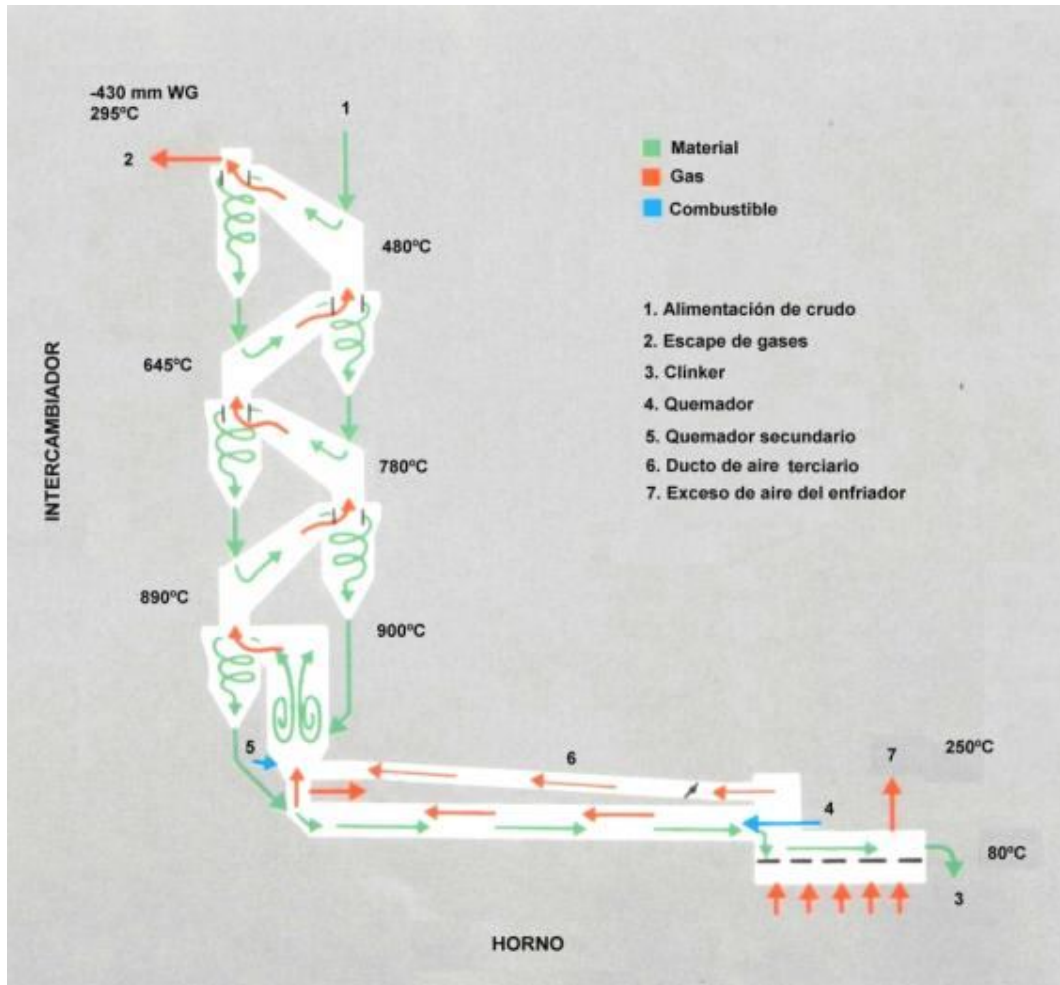 -430 mm WG
295ºC
1
2
Material
Gas
Combustible
480ºC
1. Alimentación de crudo
2. Escape de gases
3. Clinker
4. Quemador
5. Quemador secundario
6. Ducto de aire terciario
7. Exceso de aire del enfriador
INTERCAMBIADOR
645ºC
780ºC
890ºC
900ºC
5
6
7
250ºC
4
80ºC
3
HORNO